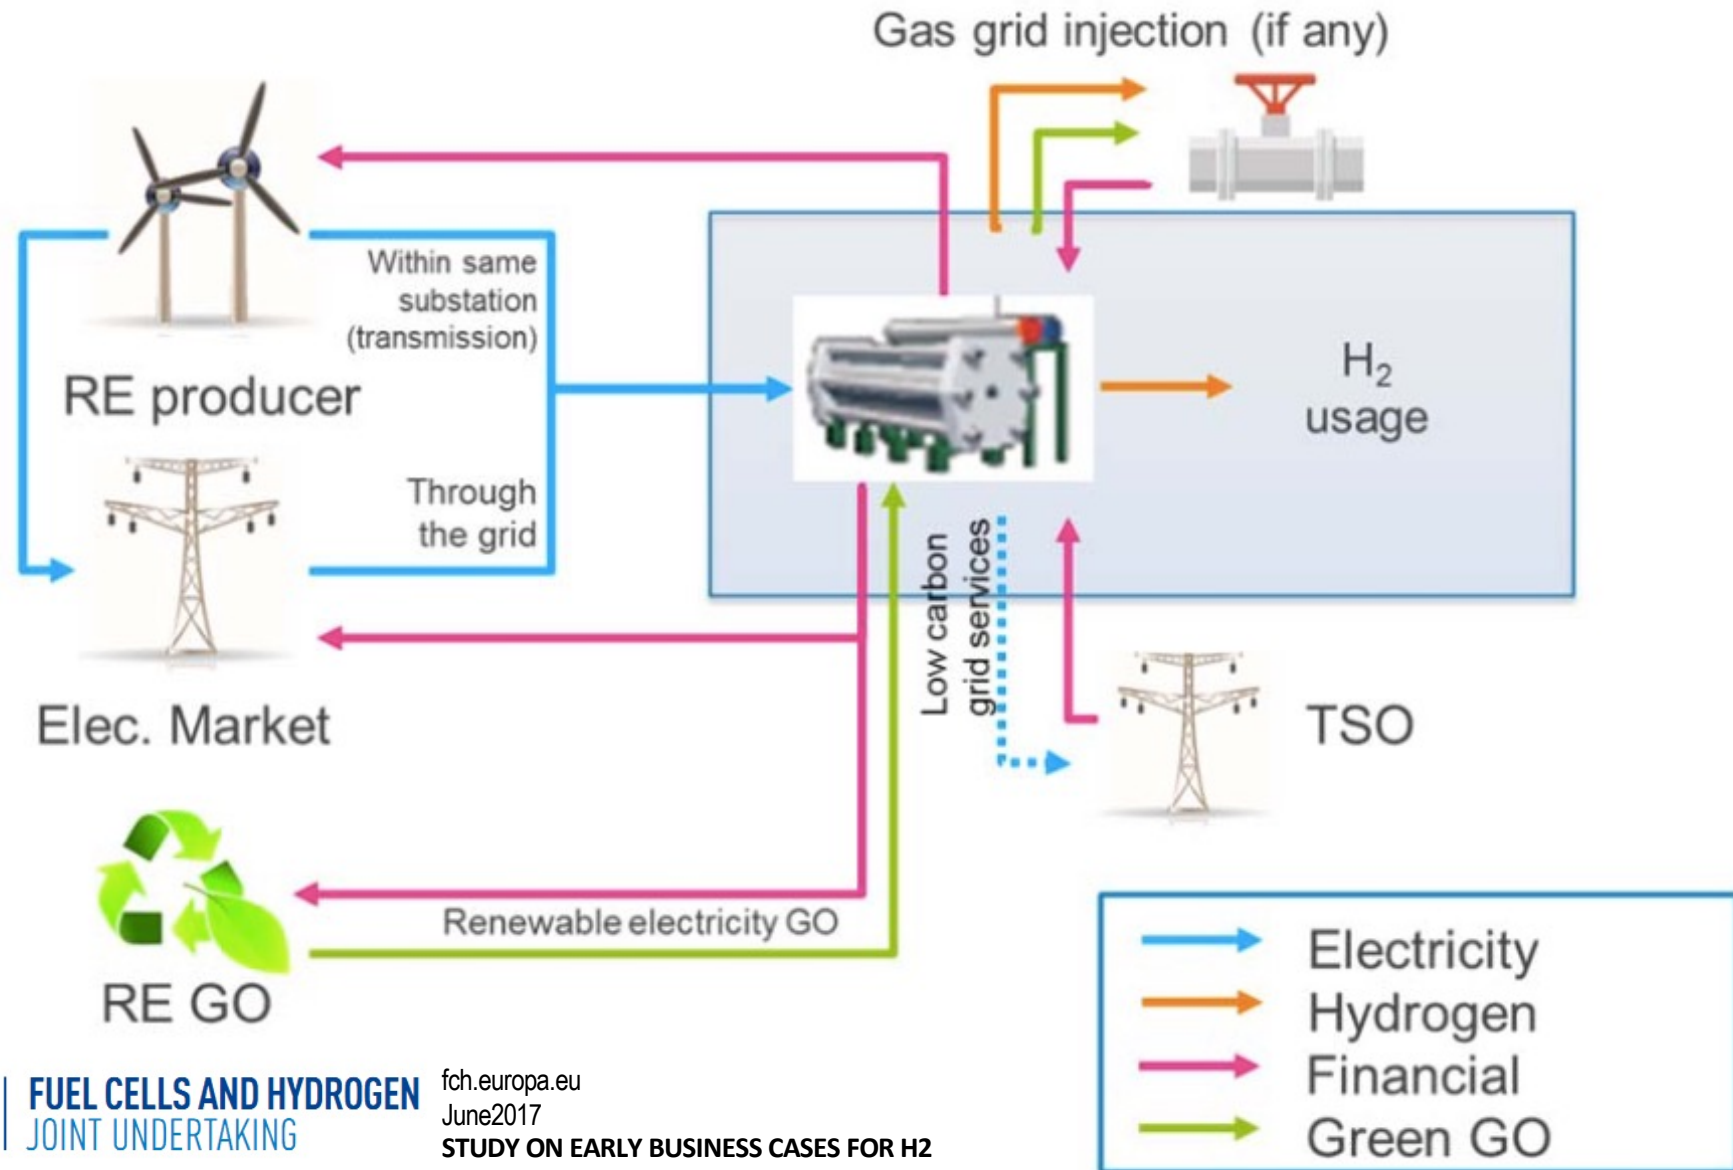 Gas grid injection (if any)
Within same
substation
(transmission)
RE producer
H₂
usage
Through
the grid
Low carbon
grid services
Elec. Market
TSO
Renewable electricity GO
RE GO
Electricity
Hydrogen
Financial
Green GO
FUEL CELLS AND HYDROGEN
JOINT UNDERTAKING
fch.europa.eu
June2017
STUDY ON EARLY BUSINESS CASES FOR H2